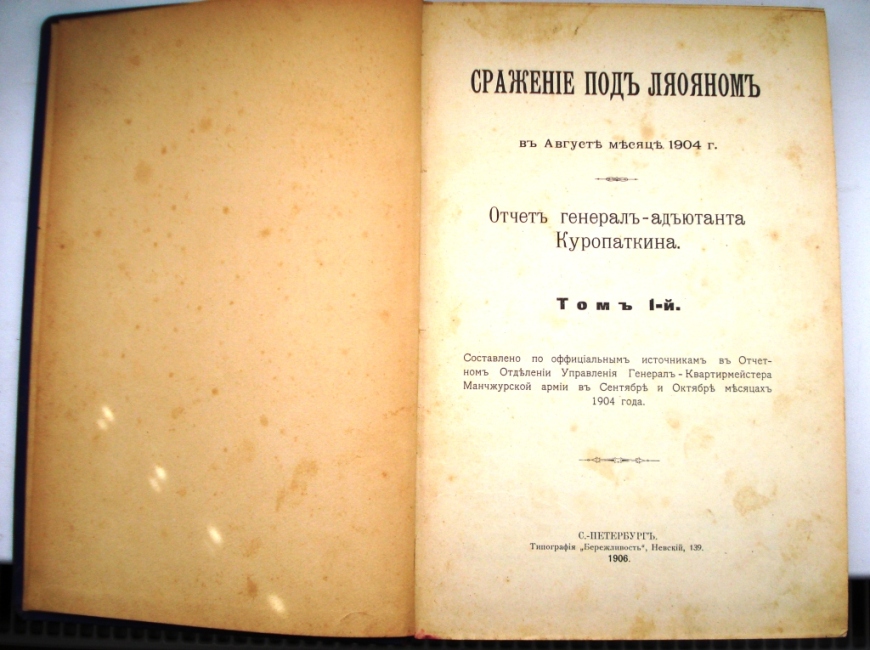 СРАЖЕНІЕ ПОДЪ ЛЯОЯНОМЪ
въ Августѣ мѣсяцѣ 1904 г.
Отчетъ генералъ-адъютанта
Куропаткина.
Томъ 1-й.
Составлено по оффиціальнымъ источникамъ въ Отчет-
номъ Отдѣленіи Управленія Генералъ-Квартирмейстера
Манчжурской арміи въ Сентябрѣ и Октябрѣ мѣсяцахъ
1904 года.
С.-ПЕТЕРБУРГЪ.
Типографія „Бережливость“, Невскій, 139.
1906.